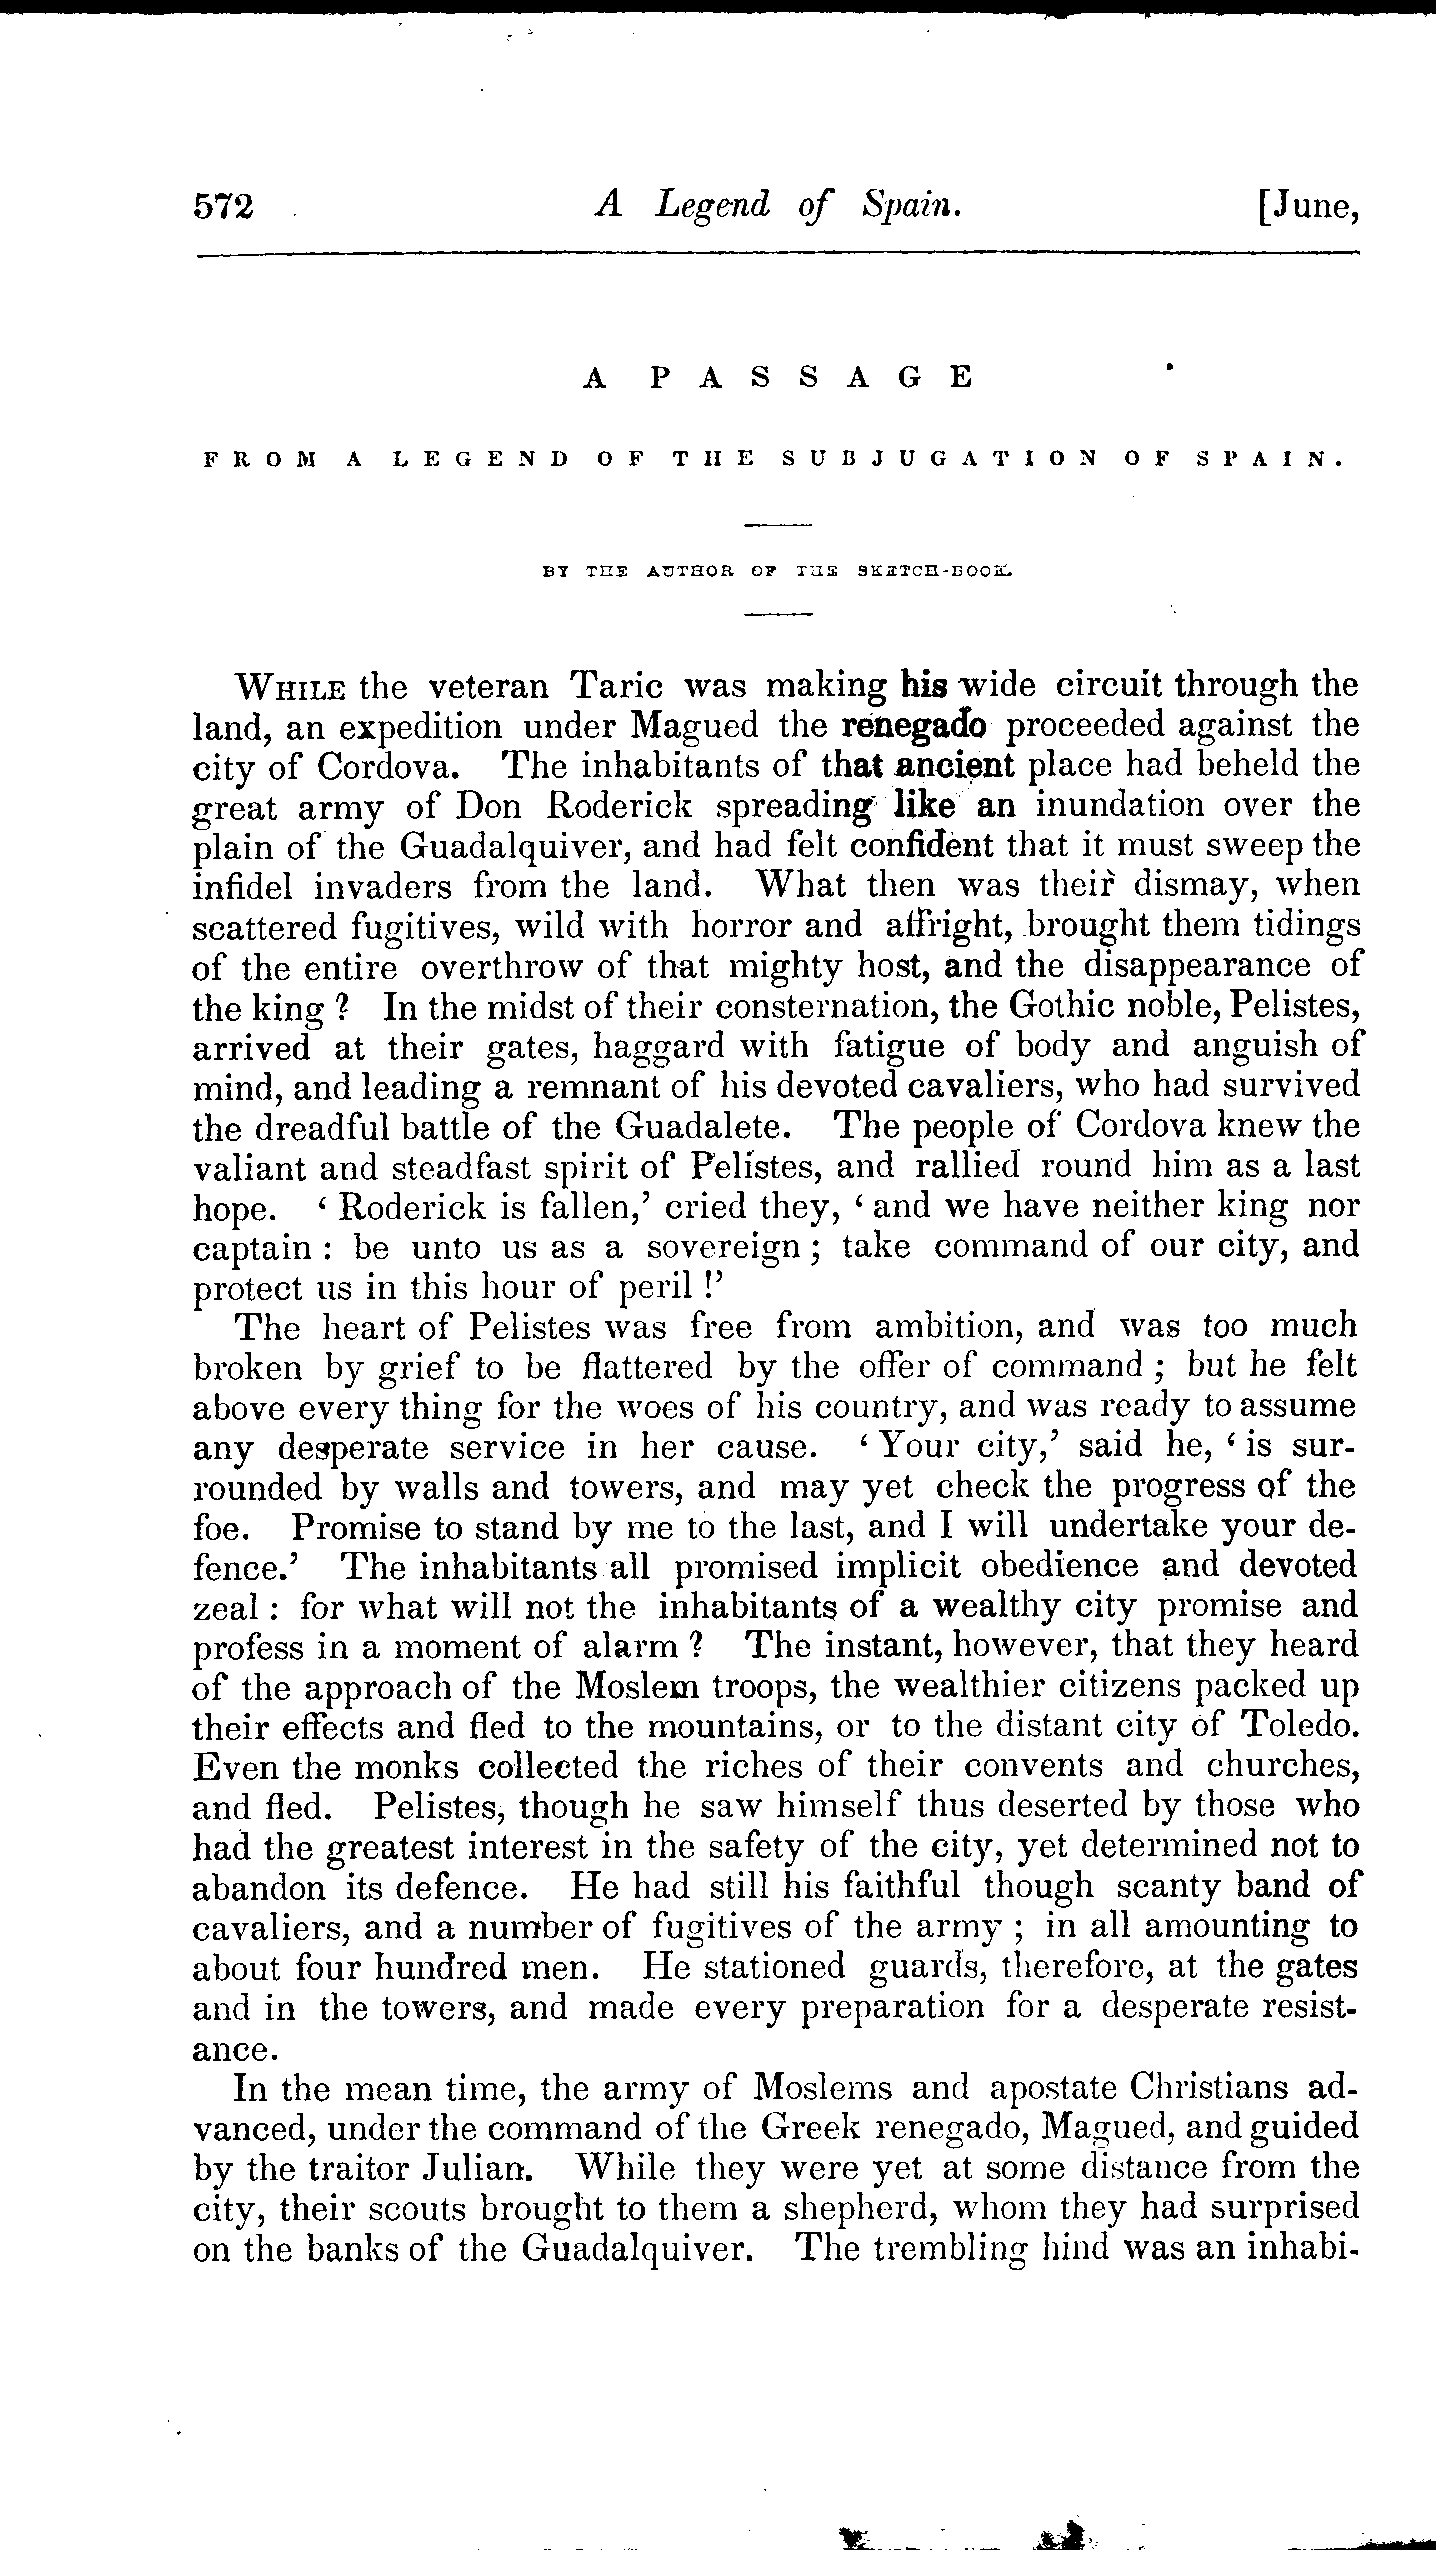 572 A Legend of Spain. [June,
A PASSAGE
FROM A LEGEND OF THE SUBJUGATION OF SPAIN.
BY THE AUTHOR OF THE SKETCH-BOOK.
WHILE the veteran Taric was making his wide circuit through the
land, an expedition under Magued the renegado proceeded against the
city of Cordova. The inhabitants of that ancient place had beheld the
great army of Don Roderick spreading like an inundation over the
plain of the Guadalquiver, and had felt confident that it must sweep the
infidel invaders from the land. What then was their dismay, when
scattered fugitives, wild with horror and affright, brought them tidings
of the entire overthrow of that mighty host, and the disappearance of
the king ? In the midst of their consternation, the Gothic noble, Pelistes,
arrived at their gates, haggard with fatigue of body and anguish of
mind, and leading a remnant of his devoted cavaliers, who had survived
the dreadful battle of the Guadalete. The people of Cordova knew the
valiant and steadfast spirit of Pelistes, and rallied round him as a last
hope. ‘ Roderick is fallen,’ cried they, ‘ and we have neither king nor
captain : be unto us as a sovereign ; take command of our city, and
protect us in this hour of peril !’
The heart of Pelistes was free from ambition, and was too much
broken by grief to be flattered by the offer of command ; but he felt
above every thing for the woes of his country, and was ready to assume
any desperate service in her cause. ‘ Your city,’ said he, ‘ is sur-
rounded by walls and towers, and may yet check the progress of the
foe. Promise to stand by me to the last, and I will undertake your de-
fence.’ The inhabitants all promised implicit obedience and devoted
zeal : for what will not the inhabitants of a wealthy city promise and
profess in a moment of alarm ? The instant, however, that they heard
of the approach of the Moslem troops, the wealthier citizens packed up
their effects and fled to the mountains, or to the distant city of Toledo.
Even the monks collected the riches of their convents and churches,
and fled. Pelistes, though he saw himself thus deserted by those who
had the greatest interest in the safety of the city, yet determined not to
abandon its defence. He had still his faithful though scanty band of
cavaliers, and a number of fugitives of the army ; in all amounting to
about four hundred men. He stationed guards, therefore, at the gates
and in the towers, and made every preparation for a desperate resist-
ance.
In the mean time, the army of Moslems and apostate Christians ad-
vanced, under the command of the Greek renegado, Magued, and guided
by the traitor Julian. While they were yet at some distance from the
city, their scouts brought to them a shepherd, whom they had surprised
on the banks of the Guadalquiver. The trembling hind was an inhabi-